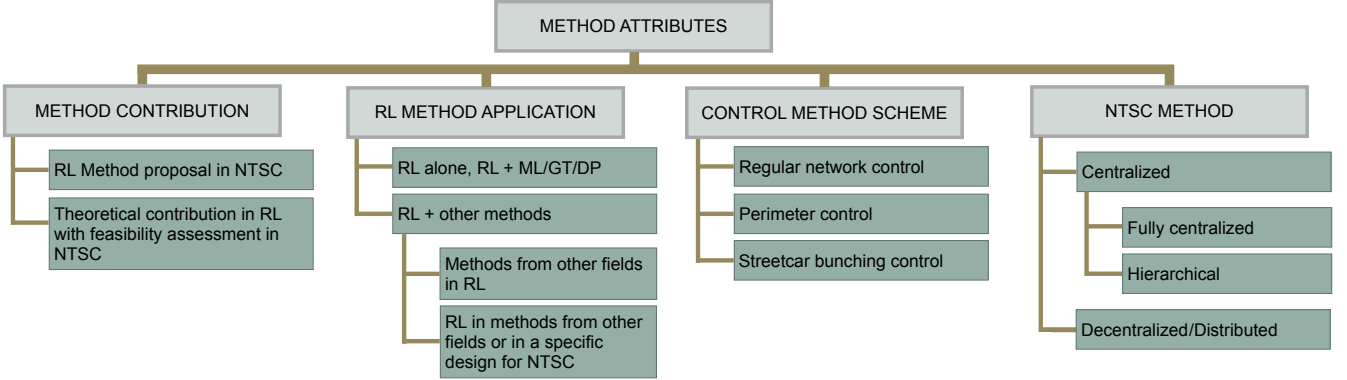 METHOD ATTRIBUTES
METHOD CONTRIBUTION
RL Method proposal in NTSC
Theoretical contribution in RL
with feasibility assessment in
NTSC
RL METHOD APPLICATION
RL alone, RL + ML/GT/DP
RL + other methods
Methods from other fields
in RL
RL in methods from other
fields or in a specific
design for NTSC
CONTROL METHOD SCHEME
Regular network control
Perimeter control
Streetcar bunching control
NTSC METHOD
Centralized
Fully centralized
Hierarchical
Decentralized/Distributed